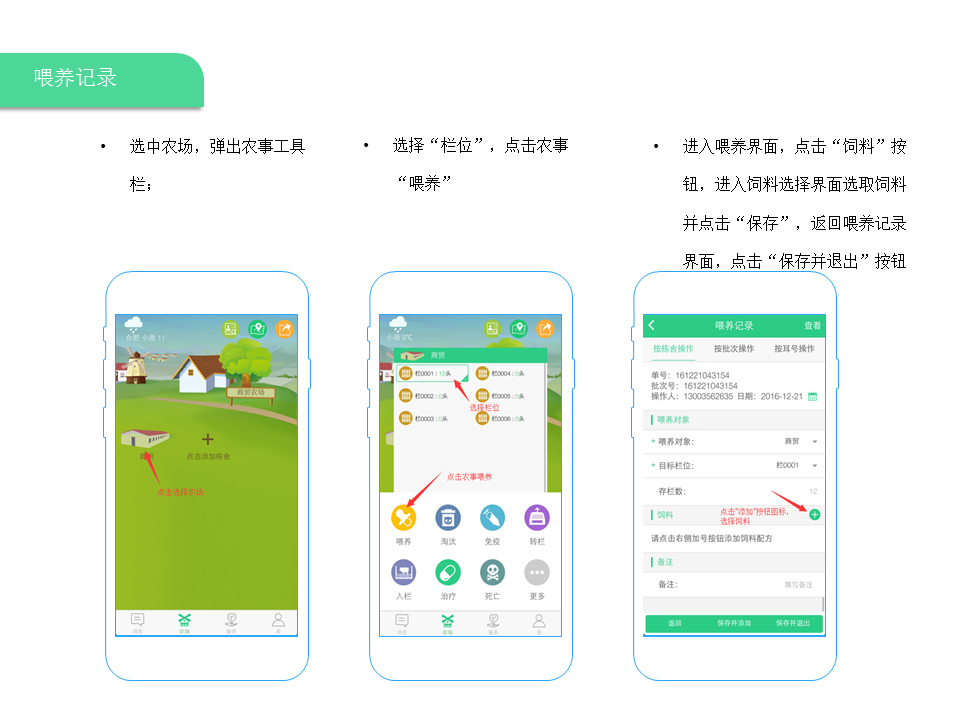 喂养记录
• 选中农场，弹出农事工具
栏；
• 选择“栏位”，点击农事
“喂养”
• 进入喂养界面，点击“饲料”按
钮，进入饲料选择界面选取饲料
并点击“保存”，返回喂养记录
界面，点击“保存并退出”按钮
合肥 小雨 11°
商贸农场
商贸
点击添加栋舍
点击选择农场
消息
农场
服务
我
小雨 0℃
商贸
栏0001：12头
栏0004：0头
栏0002：0头
栏0005：0头
选择栏位
栏0003：0头
栏0006：0头
点击农事喂养
喂养
淘汰
免疫
转栏
入栏
治疗
死亡
更多
消息
农场
服务
我
喂养记录
查看
按栋舍操作
按批次操作
按耳号操作
单号：161221043154
批次号：161221043154
操作人：13003562635 日期：2016-12-21
喂养对象
* 喂养对象：
商贸
* 目标栏位：
栏0001
存栏数：
12
饲料
点击“添加”按钮图标，
选择饲料
请点击右侧加号按钮添加饲料配方
备注
备注：
填写备注
返回
保存并添加
保存并退出